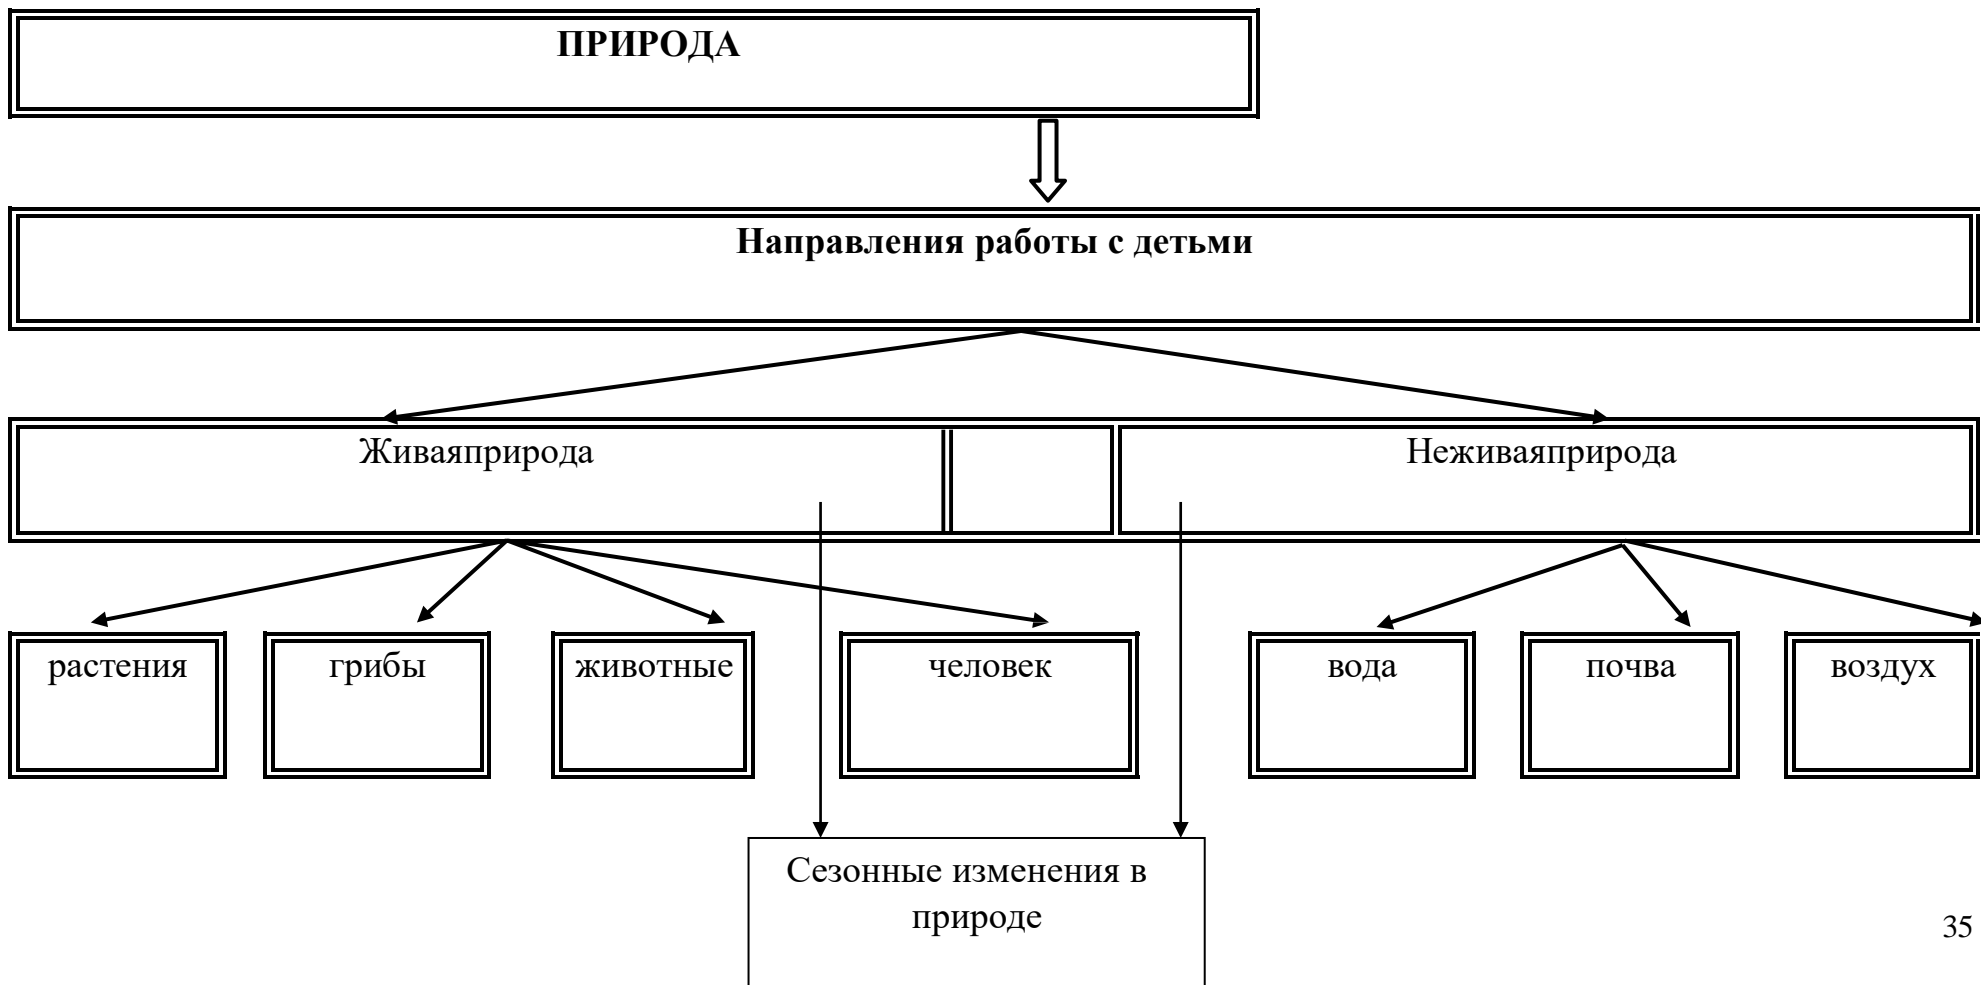 ПРИРОДА
Направления работы с детьми
Живаяприрода
Неживаяприрода
растения
грибы
животные
человек
вода
почва
воздух
Сезонные изменения в
природе
35